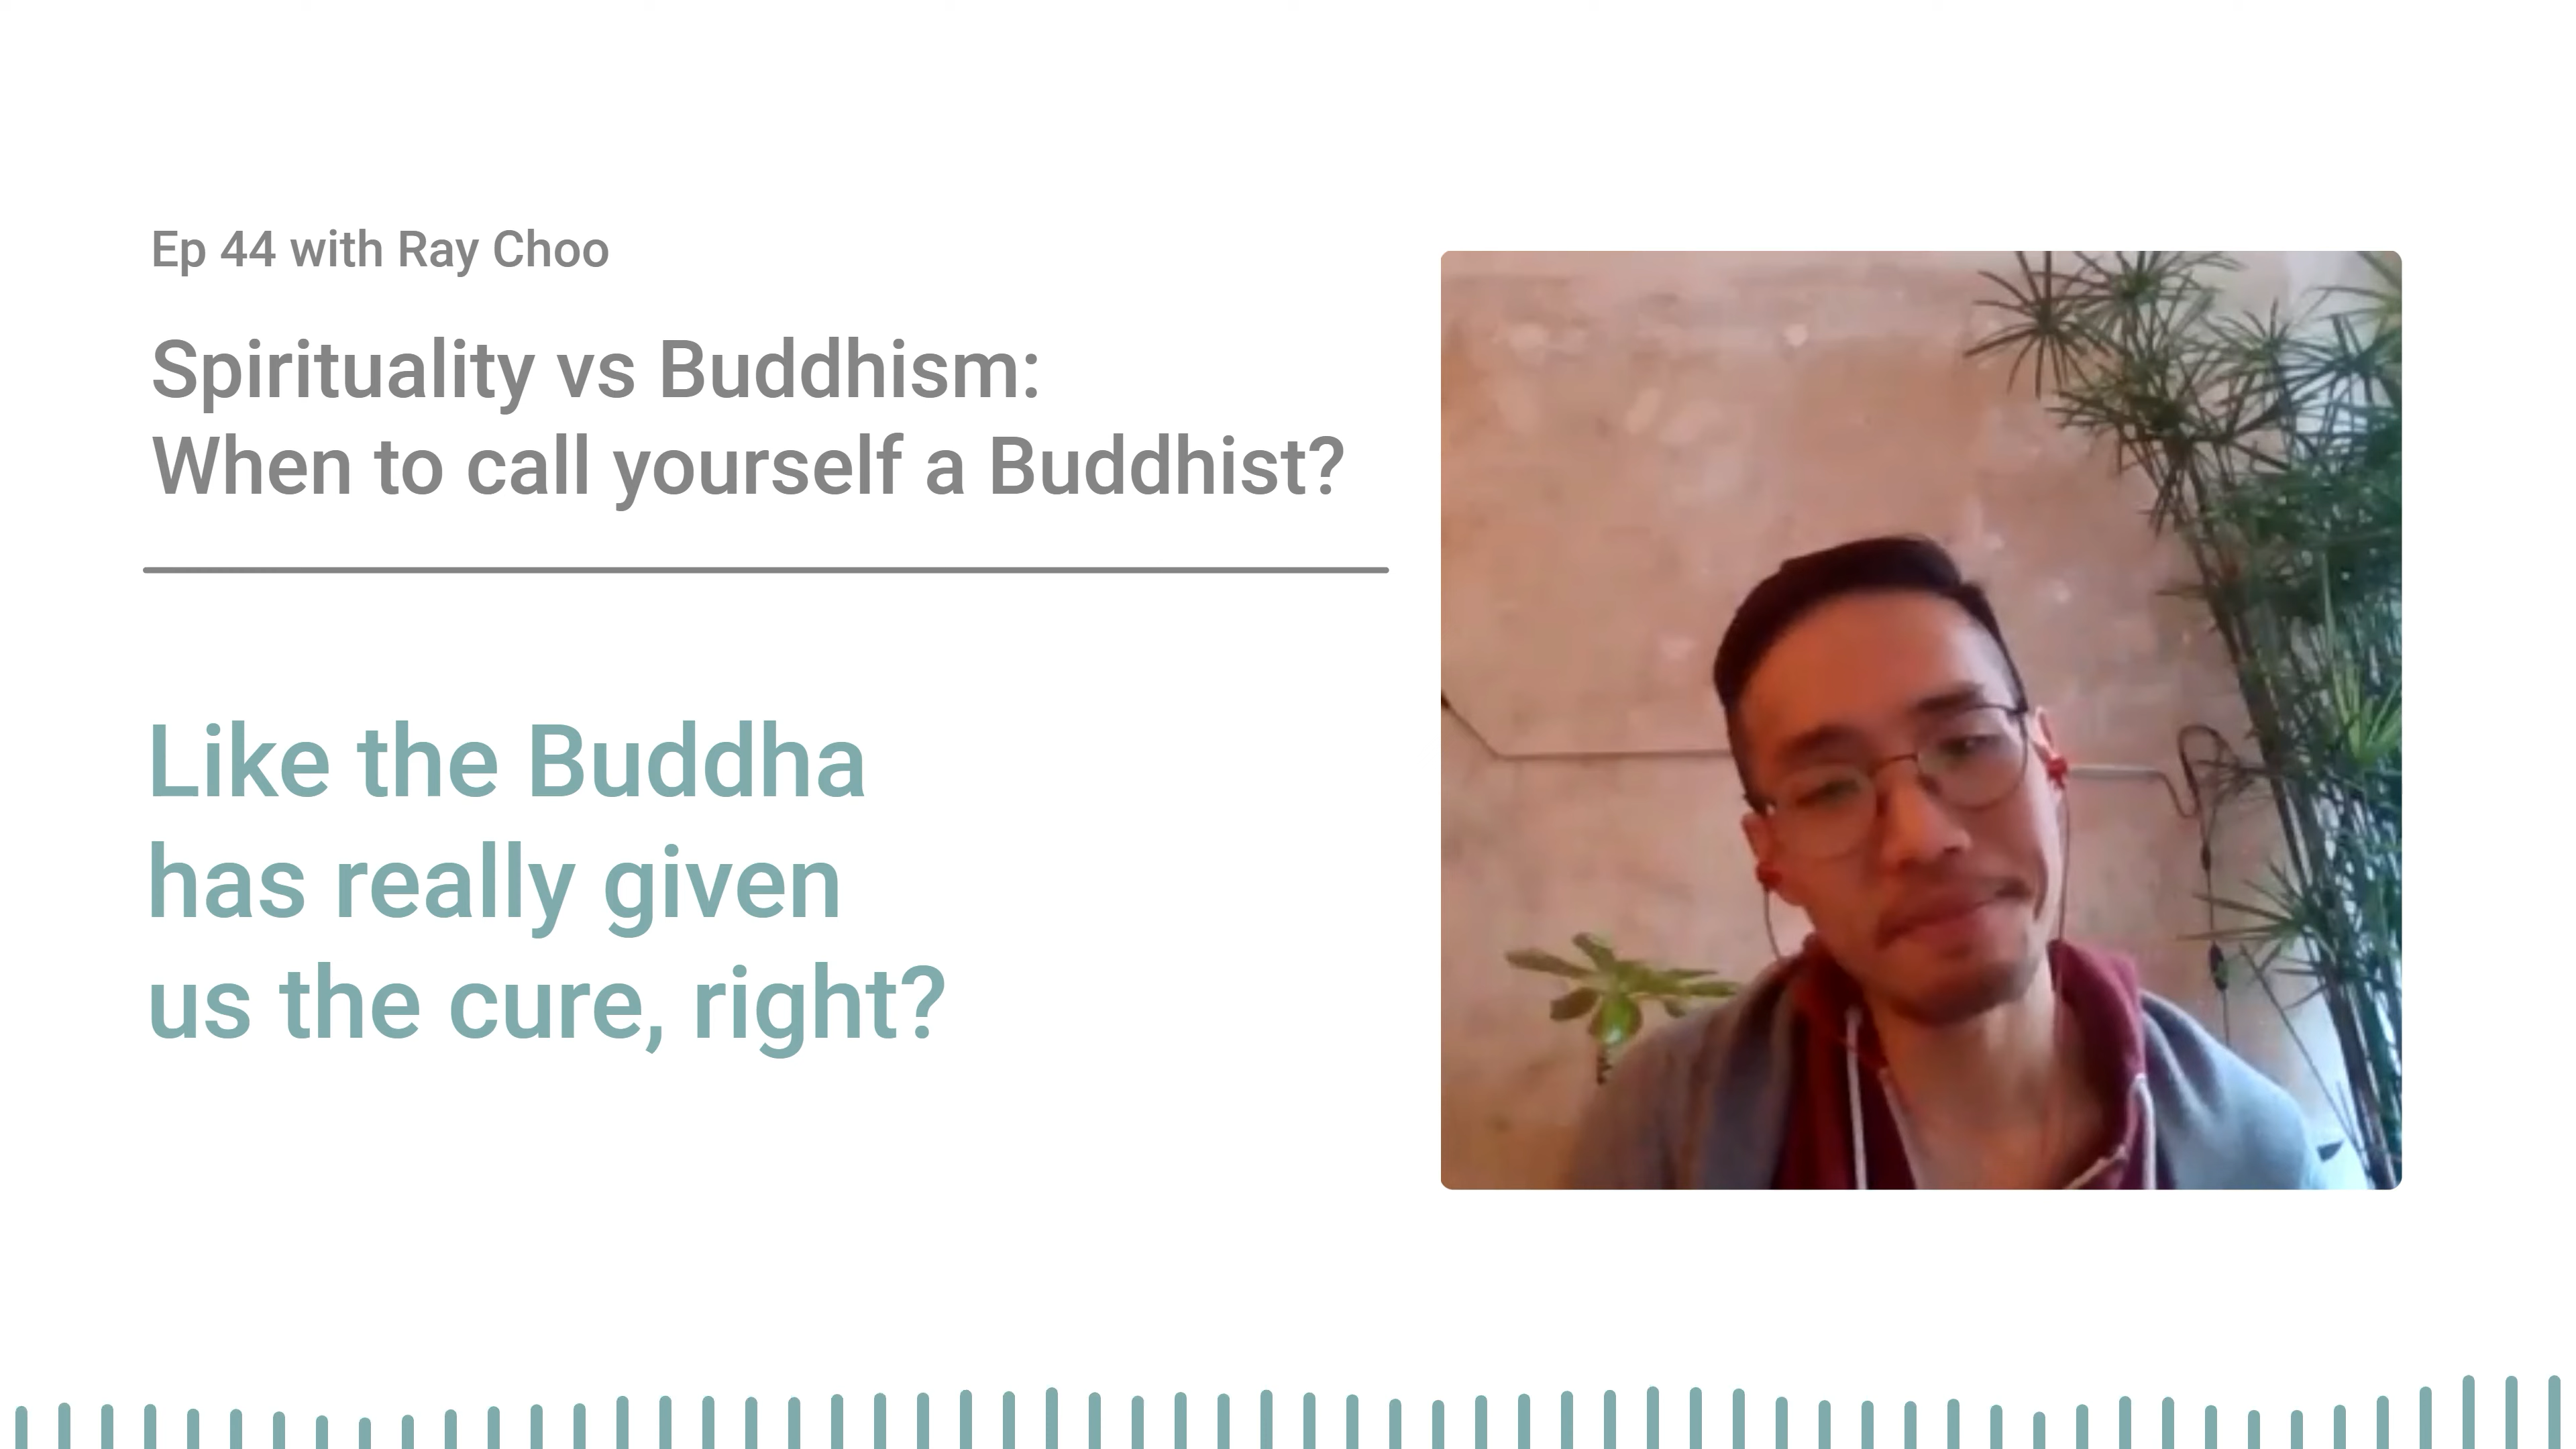 Ep 44 with Ray Choo
Spirituality vs Buddhism:
When to call yourself a Buddhist?
Like the Buddha
has really given
us the cure, right?